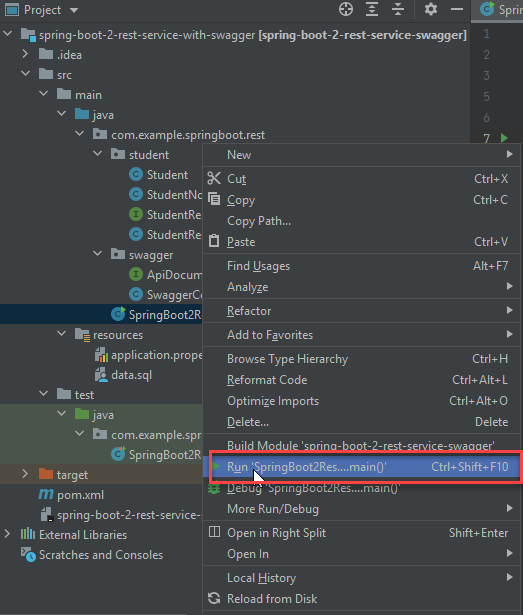 Project
Sprin
spring-boot-2-rest-service-with-swagger [spring-boot-2-rest-service-swagger]
1
.idea
2
src
3
main
5
java
6
com.example.springboot.rest
7
student
New
Student
Cut Ctrl+X
StudentNo
Copy Ctrl+C
StudentRe
Copy Path...
StudentRes
Paste Ctrl+V
swagger
Find Usages Alt+F7
ApiDocum
Analyze
SwaggerCo
SpringBoot2R
Refactor
resources
Add to Favorites
application.prope
Browse Type Hierarchy Ctrl+H
data.sql
Reformat Code Ctrl+Alt+L
test
Optimize Imports Ctrl+Alt+O
java
Delete... Delete
com.example.spr
Build Module 'spring-boot-2-rest-service-swagger'
SpringBoot2R
Run 'SpringBoot2Res....main()' Ctrl+Shift+F10
target
Debug 'SpringBoot2Res....main()'
pom.xml
More Run/Debug
spring-boot-2-rest-service-
Open in Right Split Shift+Enter
External Libraries
Open In
Scratches and Consoles
Local History
Reload from Disk